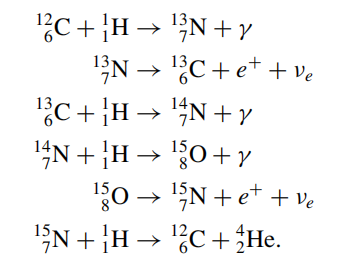 ¹²₆C + ¹₁H → ¹³₇N + γ
¹³₇N → ¹³₆C + e⁺ + νₑ
¹³₆C + ¹₁H → ¹⁴₇N + γ
¹⁴₇N + ¹₁H → ¹⁵₈O + γ
¹⁵₈O → ¹⁵₇N + e⁺ + νₑ
¹⁵₇N + ¹₁H → ¹²₆C + ⁴₂He.